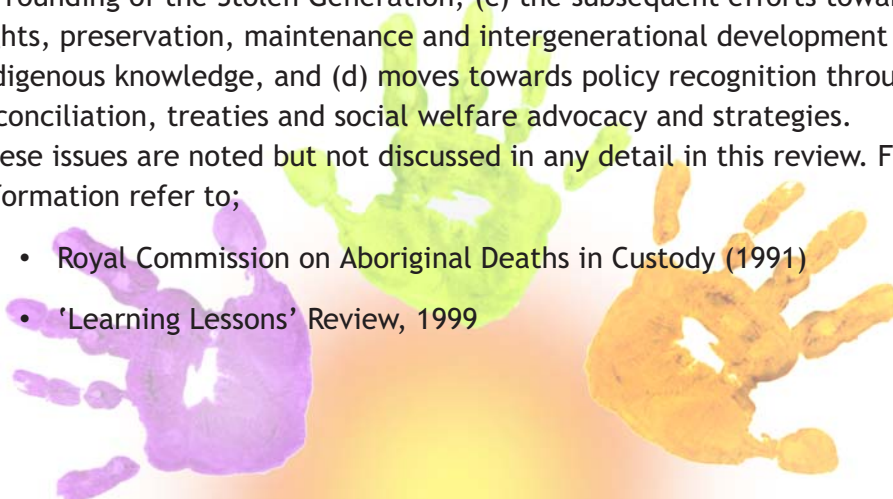 rounding of the Stolen Generation, (c) the subsequent efforts towar
hts, preservation, maintenance and intergenerational development
digenous knowledge, and (d) moves towards policy recognition throu
conciliation, treaties and social welfare advocacy and strategies.
ese issues are noted but not discussed in any detail in this review. F
formation refer to;
• Royal Commission on Aboriginal Deaths in Custody (1991)
• ‘Learning Lessons’ Review, 1999